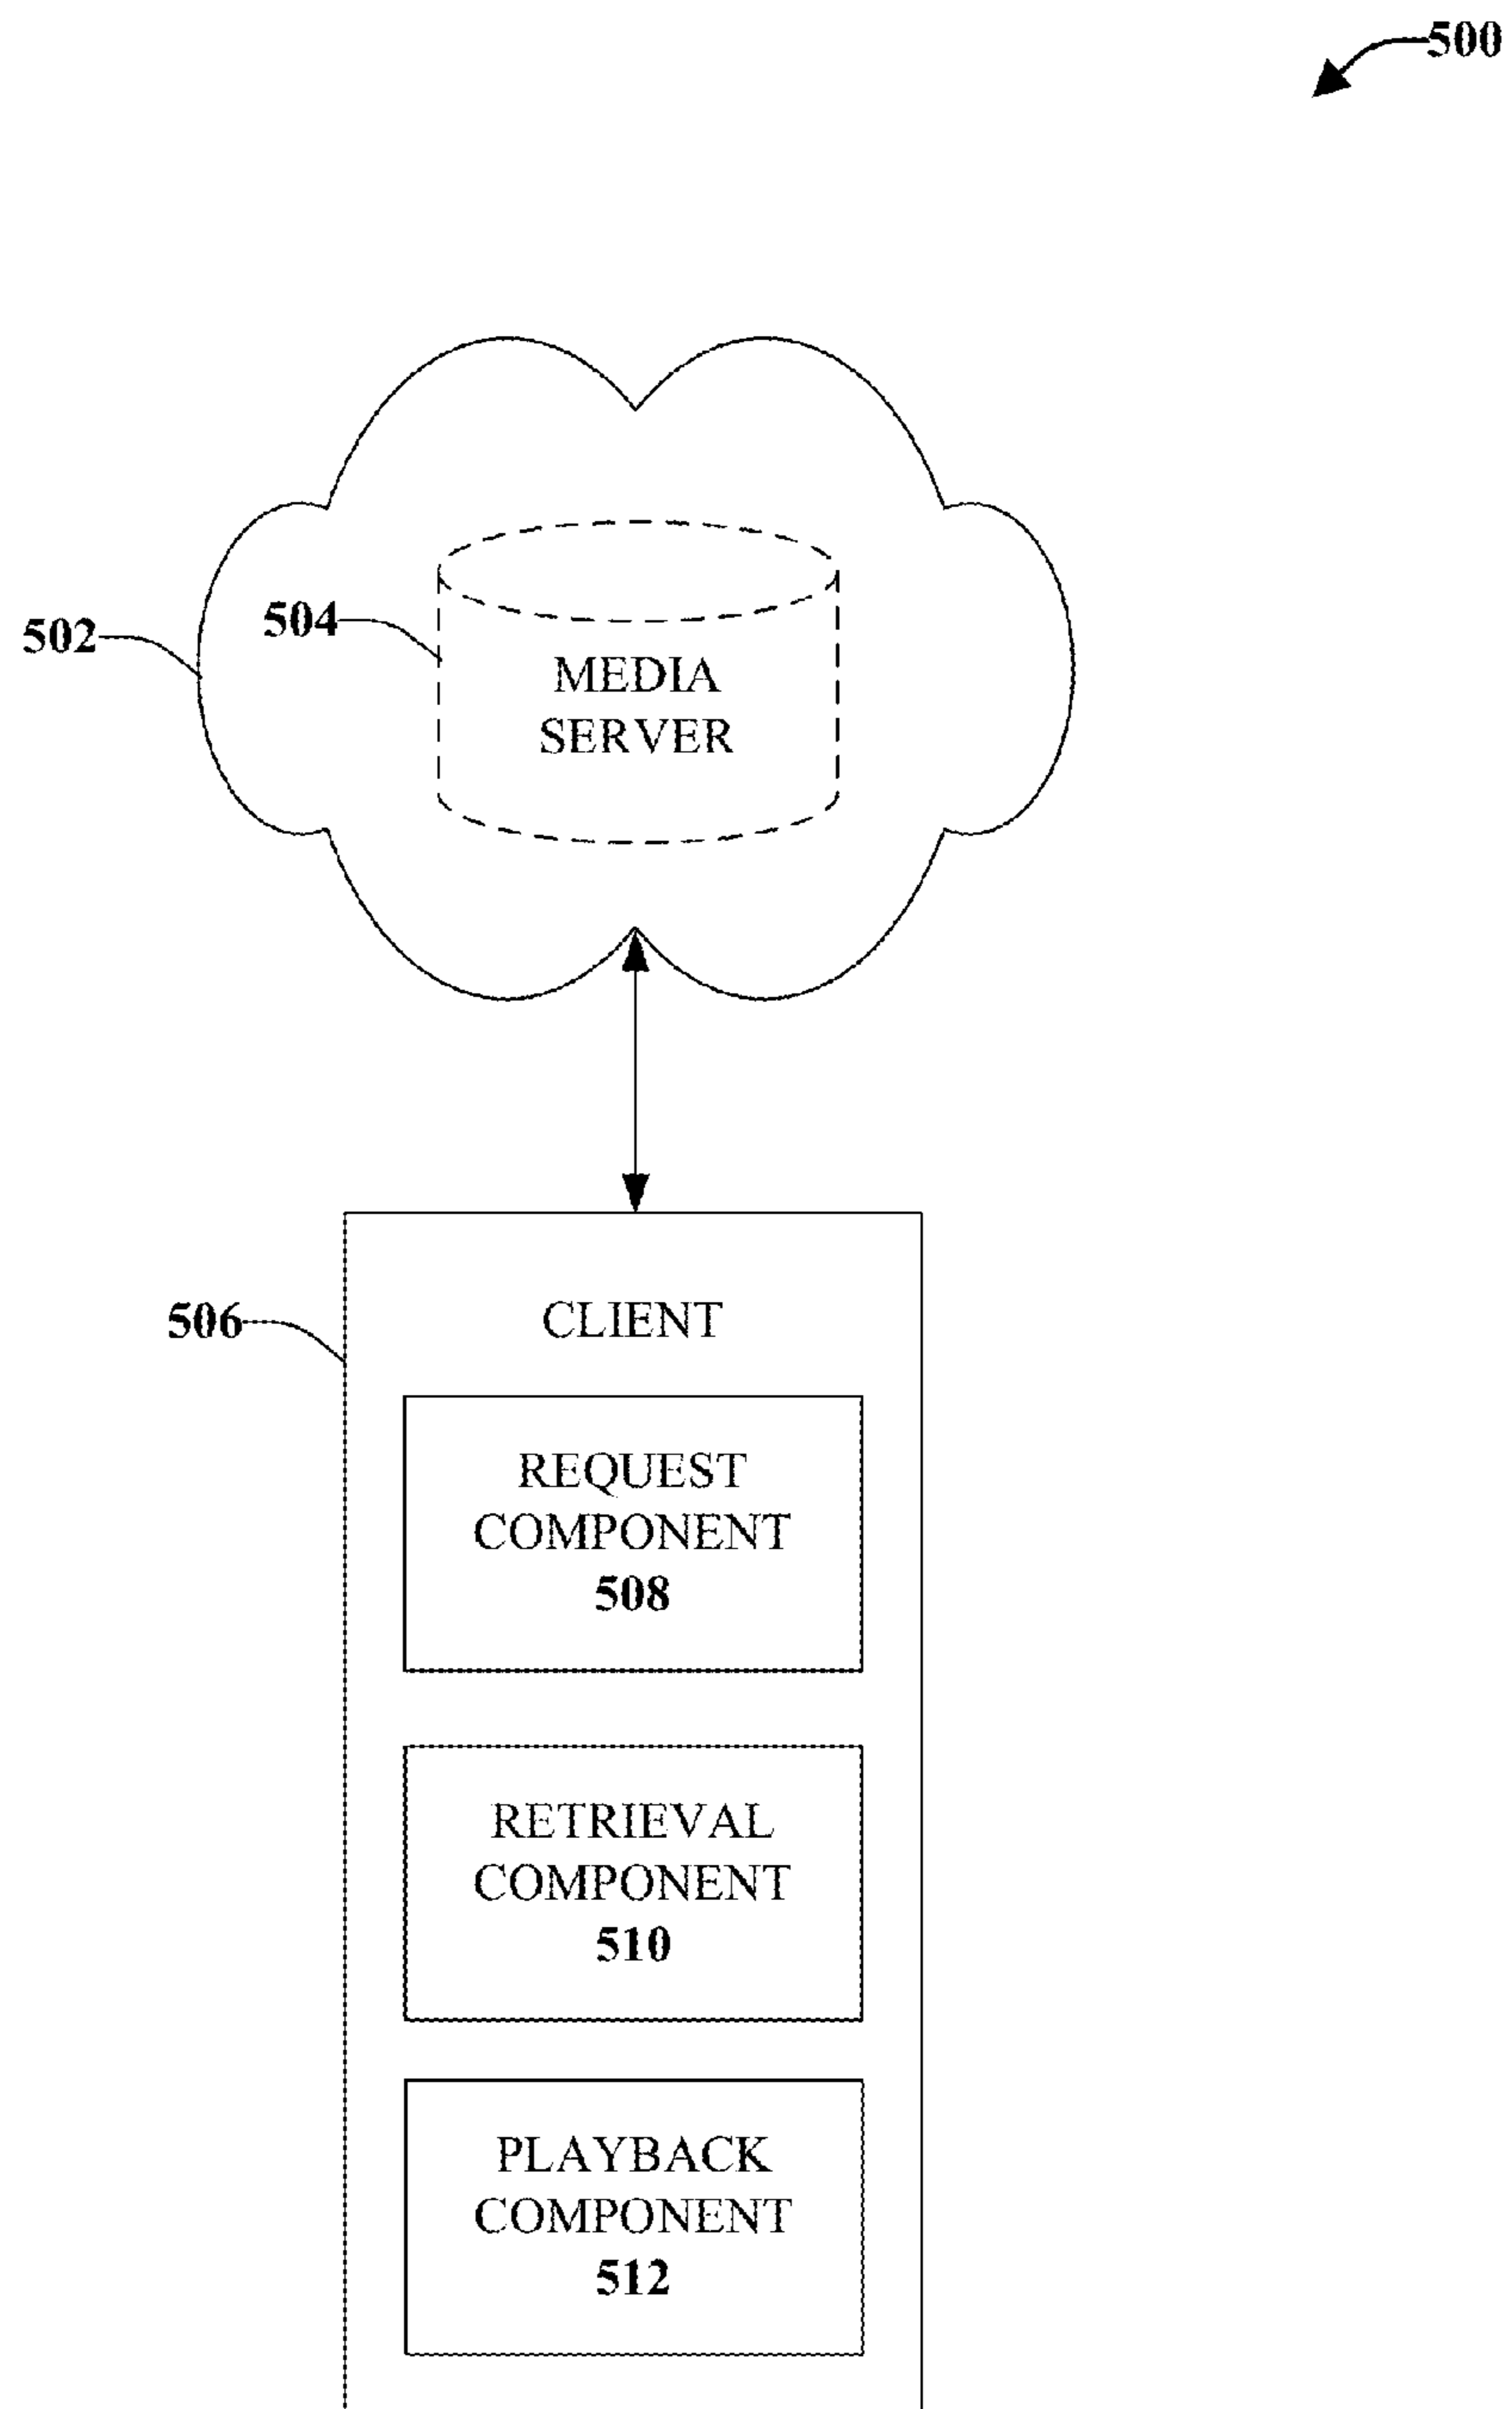 500
502
504
MEDIA
SERVER
506
CLIENT
REQUEST
COMPONENT
508
RETRIEVAL
COMPONENT
510
PLAYBACK
COMPONENT
512